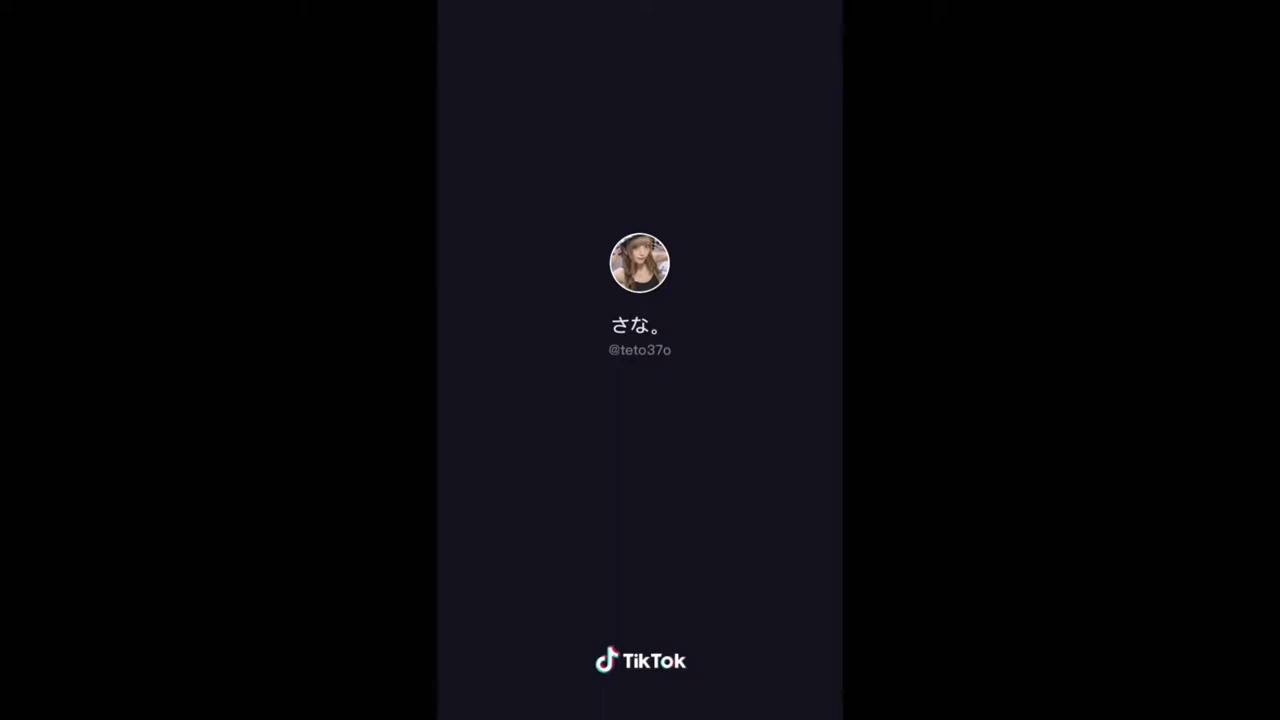 さな。
@teto37o
TikTok